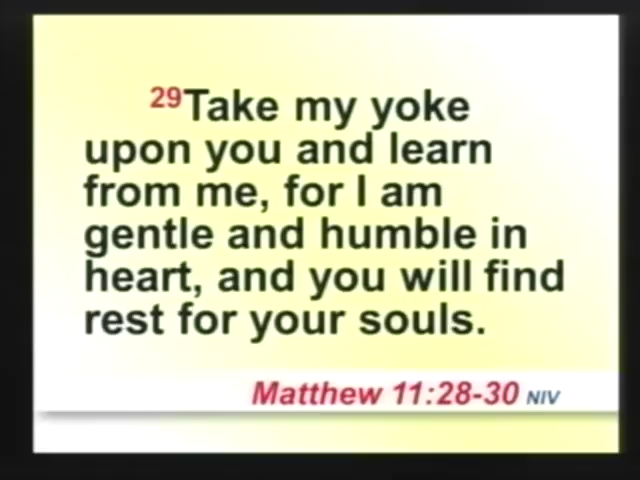 29Take my yoke
upon you and learn
from me, for I am
gentle and humble in
heart, and you will find
rest for your souls.
Matthew 11:28-30 NIV